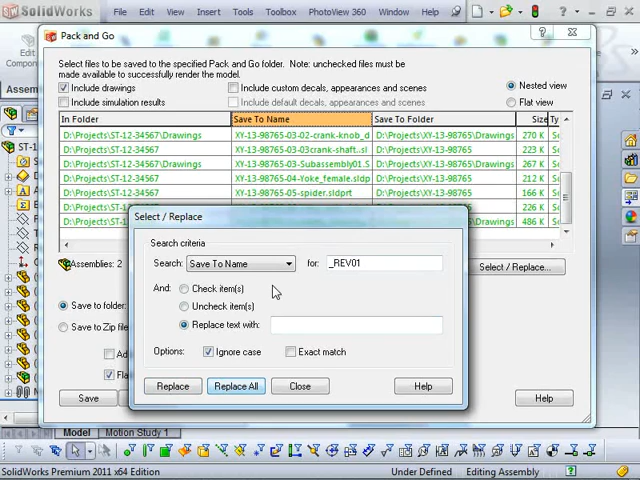 SolidWorks
File Edit View Insert Tools Toolbox PhotoView 360 Window Help
Edit
Pack and Go
Select files to be saved to the specified Pack and Go folder. Note: unchecked files must be
made available to successfully render the model.
Include drawings
Include custom decals, appearances and scenes
Nested view
Include simulation results
Include default decals, appearances and scenes
Flat view
In Folder Save To Name Save To Folder Size
D:\Projects\ST-12-34567\Drawings XY-13-98765-03-02-crank-knob_d D:\Projects\XY-13-98765\Drawings 270 K
D:\Projects\ST-12-34567 XY-13-98765-03-03crank-shaft.sl D:\Projects\XY-13-98765 223 K
D:\Projects\ST-12-34567 XY-13-98765-03-Subassembly01.S D:\Projects\XY-13-98765 267 K
D:\Projects\ST-12-34567 XY-13-98765-04-Yoke_female.sldp D:\Projects\XY-13-98765 212 K
D:\Projects\ST-12-34567 XY-13-98765-05-spider.sldprt D:\Projects\XY-13-98765 166 K
226 K
486 K
Select / Replace
Search criteria
Search: Save To Name for: _REV01
And: Check item(s)
Uncheck item(s)
Replace text with:
Options: Ignore case Exact match
Replace Replace All Close Help
Assemblies: 2
Select / Replace...
Save to folder:
Save to Zip file
Save
Help
Model Motion Study 1
SolidWorks Premium 2011 x64 Edition Under Defined Editing Assembly